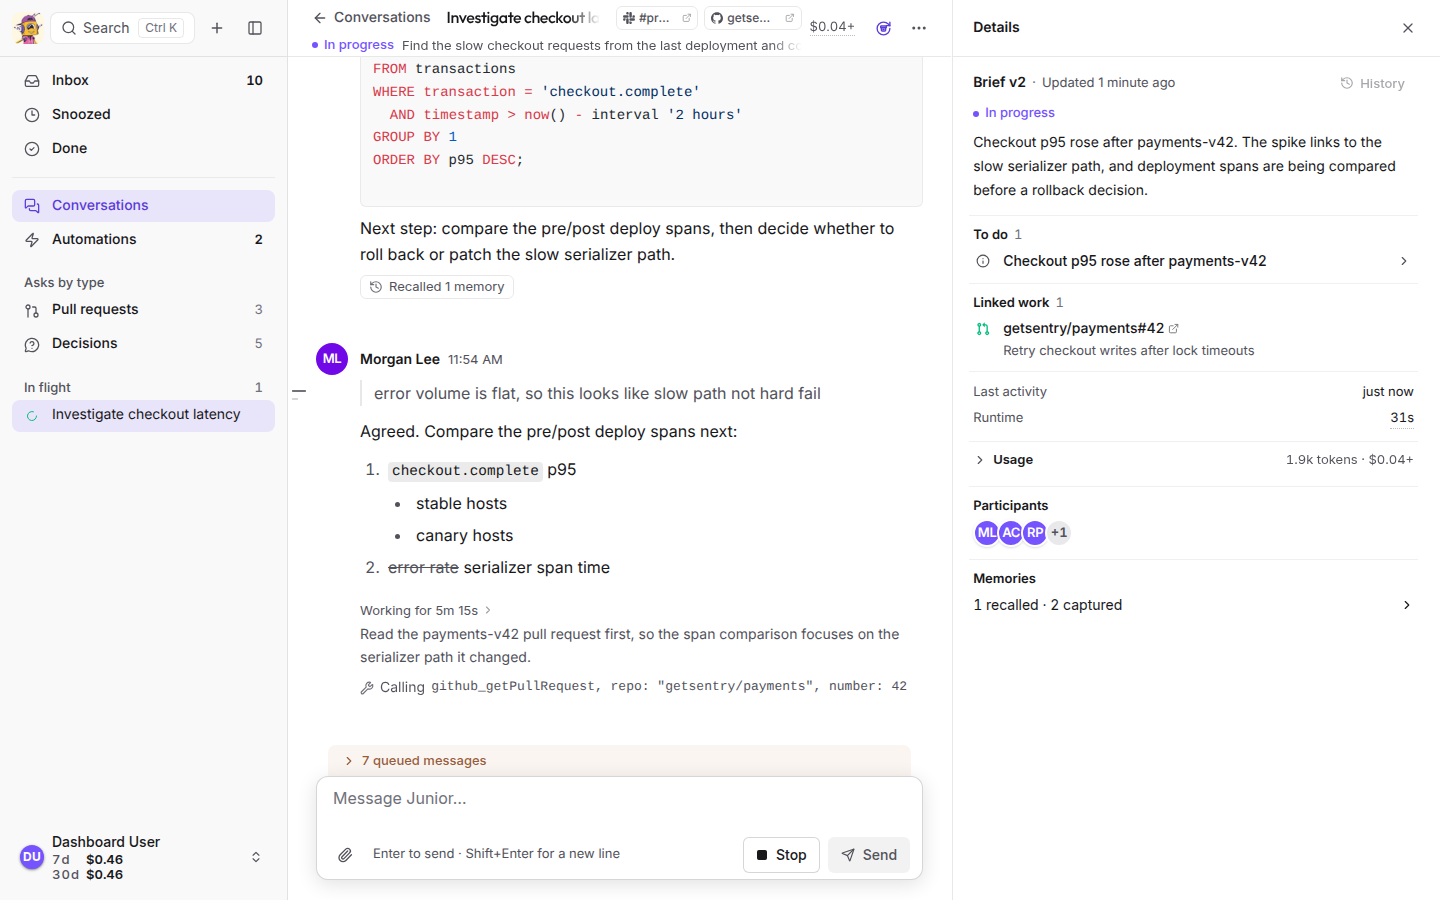 Search
Ctrl K
Inbox
10
Snoozed
Done
Conversations
Automations
2
Asks by type
Pull requests
3
Decisions
5
In flight
1
Investigate checkout latency
DU
Dashboard User
7d $0.46
30d $0.46
Conversations
Investigate checkout
#pr...
getse...
$0.04+
In progress
Find the slow checkout requests from the last deployment and
FROM transactions
WHERE transaction = 'checkout.complete'
AND timestamp > now() - interval '2 hours'
GROUP BY 1
ORDER BY p95 DESC;
Next step: compare the pre/post deploy spans, then decide whether to
roll back or patch the slow serializer path.
Recalled 1 memory
ML
Morgan Lee 11:54 AM
error volume is flat, so this looks like slow path not hard fail
Agreed. Compare the pre/post deploy spans next:
1. checkout.complete p95
• stable hosts
• canary hosts
2. error rate serializer span time
Working for 5m 15s
Read the payments-v42 pull request first, so the span comparison focuses on the
serializer path it changed.
Calling github_getPullRequest, repo: "getsentry/payments", number: 42
7 queued messages
Message Junior...
Enter to send · Shift+Enter for a new line
Stop
Send
Details
Brief v2 · Updated 1 minute ago
History
In progress
Checkout p95 rose after payments-v42. The spike links to the
slow serializer path, and deployment spans are being compared
before a rollback decision.
To do 1
Checkout p95 rose after payments-v42
Linked work 1
getsentry/payments#42
Retry checkout writes after lock timeouts
Last activity
just now
Runtime
31s
Usage
1.9k tokens · $0.04+
Participants
ML AC RP +1
Memories
1 recalled · 2 captured